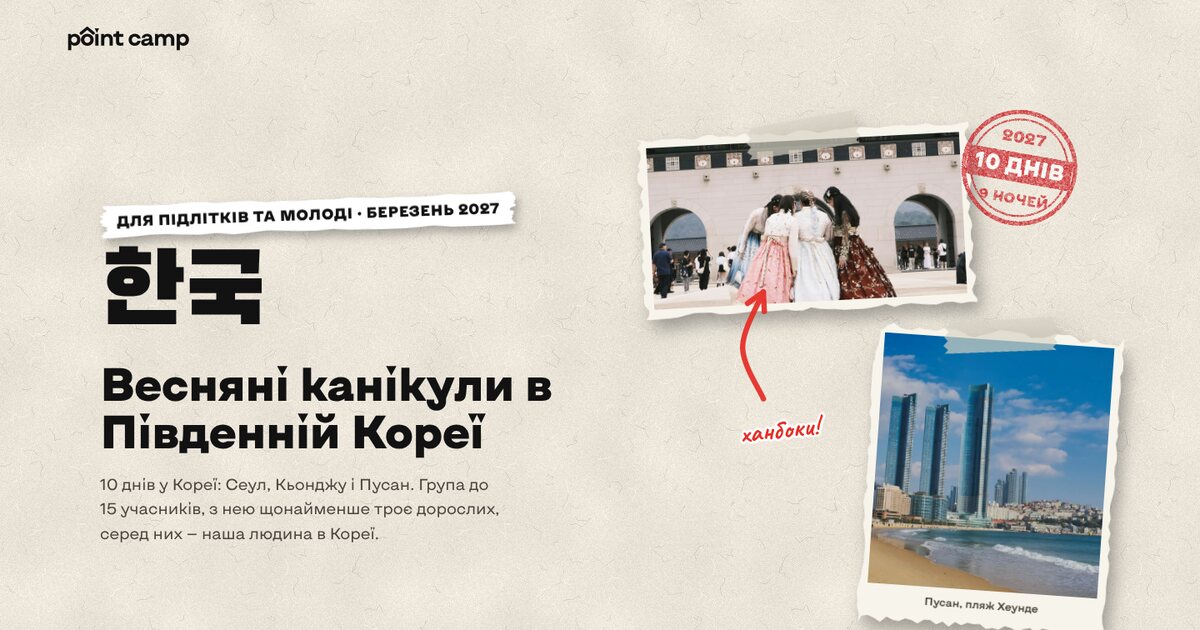 point camp
ДЛЯ ПІДЛІТКІВ ТА МОЛОДІ · БЕРЕЗЕНЬ 2027
한국
Весняні канікули в
Південній Кореї
10 днів у Кореї: Сеул, Кьонджу і Пусан. Група до
15 учасників, з нею щонайменше троє дорослих,
серед них – наша людина в Кореї.
2027
10 ДНІВ
9 НОЧЕЙ
ханбоки!
Пусан, пляж Хеунде